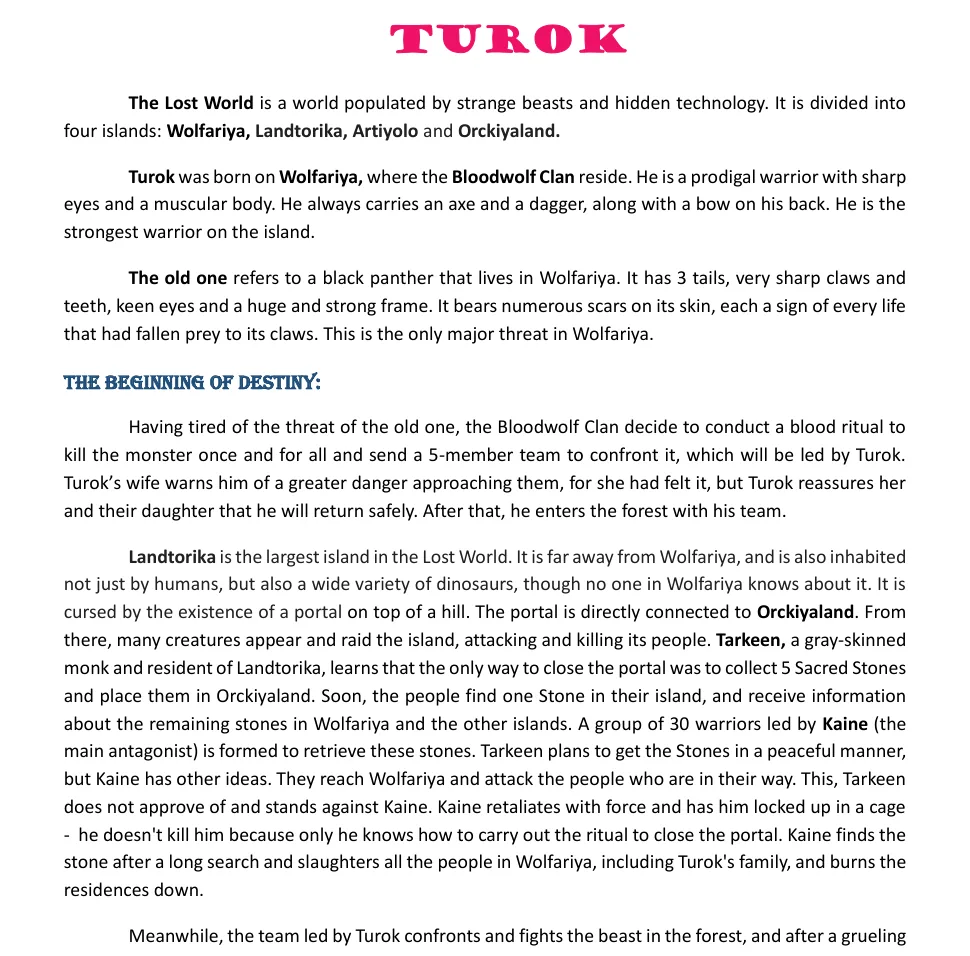 TUROK
The Lost World is a world populated by strange beasts and hidden technology. It is divided into
four islands: Wolfariya, Landtorika, Artiyolo and Orckiyaland.
Turok was born on Wolfariya, where the Bloodwolf Clan reside. He is a prodigal warrior with sharp
eyes and a muscular body. He always carries an axe and a dagger, along with a bow on his back. He is the
strongest warrior on the island.
The old one refers to a black panther that lives in Wolfariya. It has 3 tails, very sharp claws and
teeth, keen eyes and a huge and strong frame. It bears numerous scars on its skin, each a sign of every life
that had fallen prey to its claws. This is the only major threat in Wolfariya.
THE BEGINNING OF DESTINY:
Having tired of the threat of the old one, the Bloodwolf Clan decide to conduct a blood ritual to
kill the monster once and for all and send a 5-member team to confront it, which will be led by Turok.
Turok’s wife warns him of a greater danger approaching them, for she had felt it, but Turok reassures her
and their daughter that he will return safely. After that, he enters the forest with his team.
Landtorika is the largest island in the Lost World. It is far away from Wolfariya, and is also inhabited
not just by humans, but also a wide variety of dinosaurs, though no one in Wolfariya knows about it. It is
cursed by the existence of a portal on top of a hill. The portal is directly connected to Orckiyaland. From
there, many creatures appear and raid the island, attacking and killing its people. Tarkeen, a gray-skinned
monk and resident of Landtorika, learns that the only way to close the portal was to collect 5 Sacred Stones
and place them in Orckiyaland. Soon, the people find one Stone in their island, and receive information
about the remaining stones in Wolfariya and the other islands. A group of 30 warriors led by Kaine (the
main antagonist) is formed to retrieve these stones. Tarkeen plans to get the Stones in a peaceful manner,
but Kaine has other ideas. They reach Wolfariya and attack the people who are in their way. This, Tarkeen
does not approve of and stands against Kaine. Kaine retaliates with force and has him locked up in a cage
- he doesn't kill him because only he knows how to carry out the ritual to close the portal. Kaine finds the
stone after a long search and slaughters all the people in Wolfariya, including Turok's family, and burns the
residences down.
Meanwhile, the team led by Turok confronts and fights the beast in the forest, and after a grueling